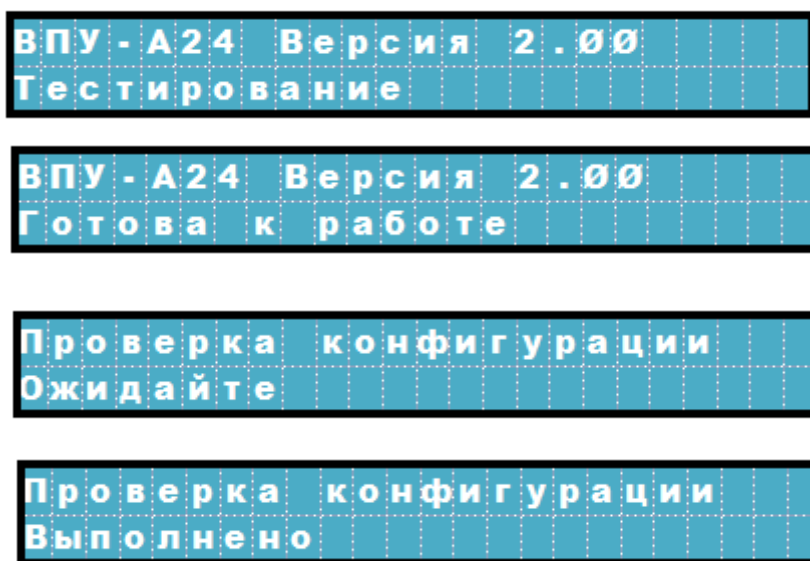 ВПУ-А24 Версия 2.ØØ
Тестирование
ВПУ-А24 Версия 2.ØØ
Готова к работе
Проверка конфигурации
Ожидайте
Проверка конфигурации
Выполнено